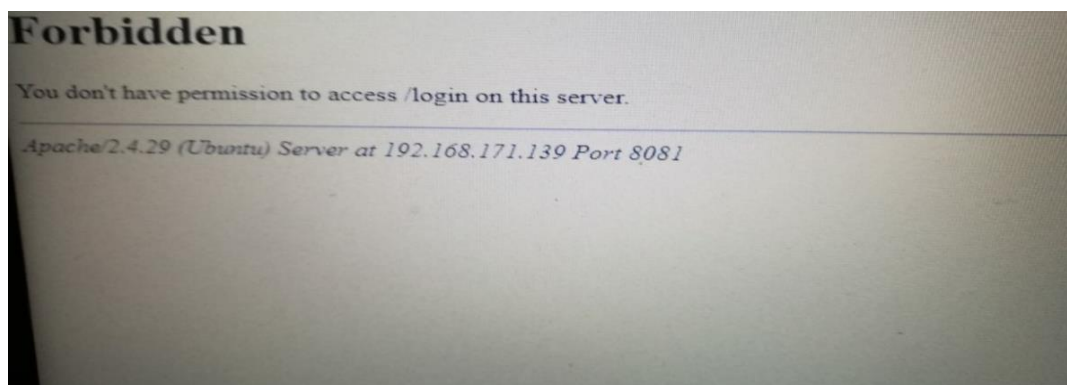 Forbidden
You don't have permission to access /login on this server.
Apache/2.4.29 (Ubuntu) Server at 192.168.171.139 Port 8081